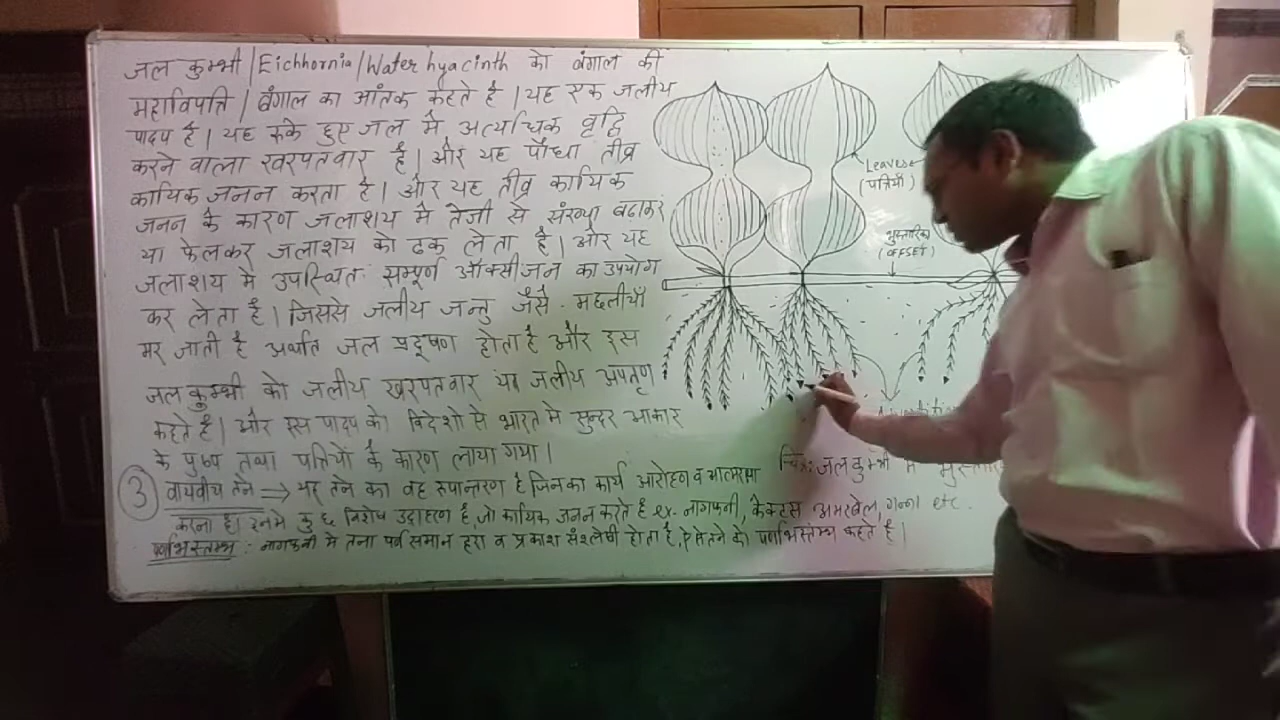 जल कुम्भी/Eichhornia/Water hyacinth को बंगाल की
महाविपति/बंगाल का आंतक कहते है। यह एक जलीय
पादप है। यह रुके हुए जल मे अत्यधिक वृद्धि
करने वाला खरपतवार है। और यह पौधा तीव्र
कायिक जनन करता है। और यह तीव्र कायिक
जनन के कारण जलाशय मे तेजी से संख्या बढाकर
या फेलकर जलाशय को ढक लेता है। और यह
जलाशय मे उपस्थित सम्पूर्ण ऑक्सीजन का उपयोग
कर लेता है। जिससे जलीय जन्तु जैसे- मछलीयाँ
मर जाती है अर्थात जल प्रदूषण होता है और इस
जल कुम्भी को जलीय खरपतवार या जलीय अपतृण
कहते है। और इस पादप को विदेशो से भारत मे सुन्दर आकार
के पुष्प तथा पत्तियों के कारण लाया गया।
③ वायवीय तने ⇒ यह तने का वह रूपान्तरण है जिनका कार्य आरोहण व आत्मरक्षा
करना है। इनमे कुछ विशेष उदाहरण है, जो कायिक जनन करते है ex. नागफनी, केक्टस अमरबेल, गन्ना etc.
पर्णाभिस्तम्भ : नागफनी मे तना पर्व समान हरा व प्रकाश संश्लेषी होता है, ऐसे तने को पर्णाभिस्तम्भ कहते है।
Leaves
(पत्तियाँ)
भुस्तारिका
(OFFSET)
चित्र: जल कुम्भी मे